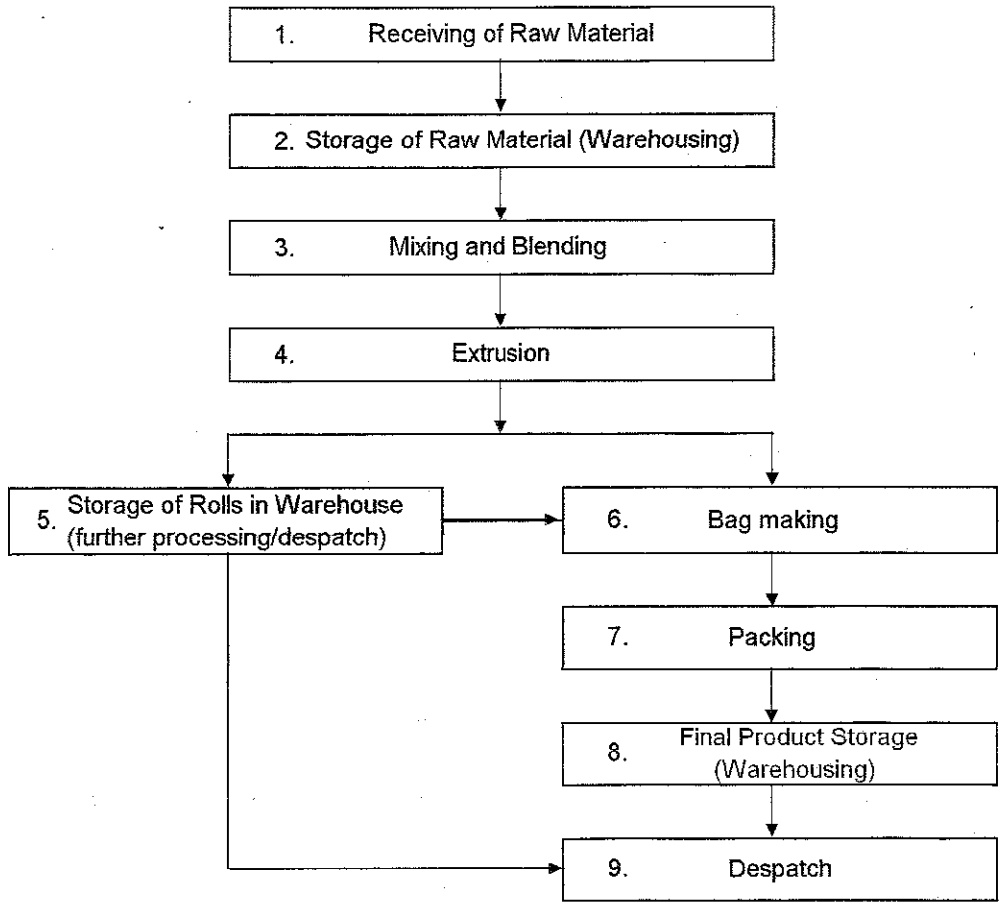 1. Receiving of Raw Material
2. Storage of Raw Material (Warehousing)
3. Mixing and Blending
4. Extrusion
5. Storage of Rolls in Warehouse
(further processing/despatch)
6. Bag making
7. Packing
8. Final Product Storage
(Warehousing)
9. Despatch